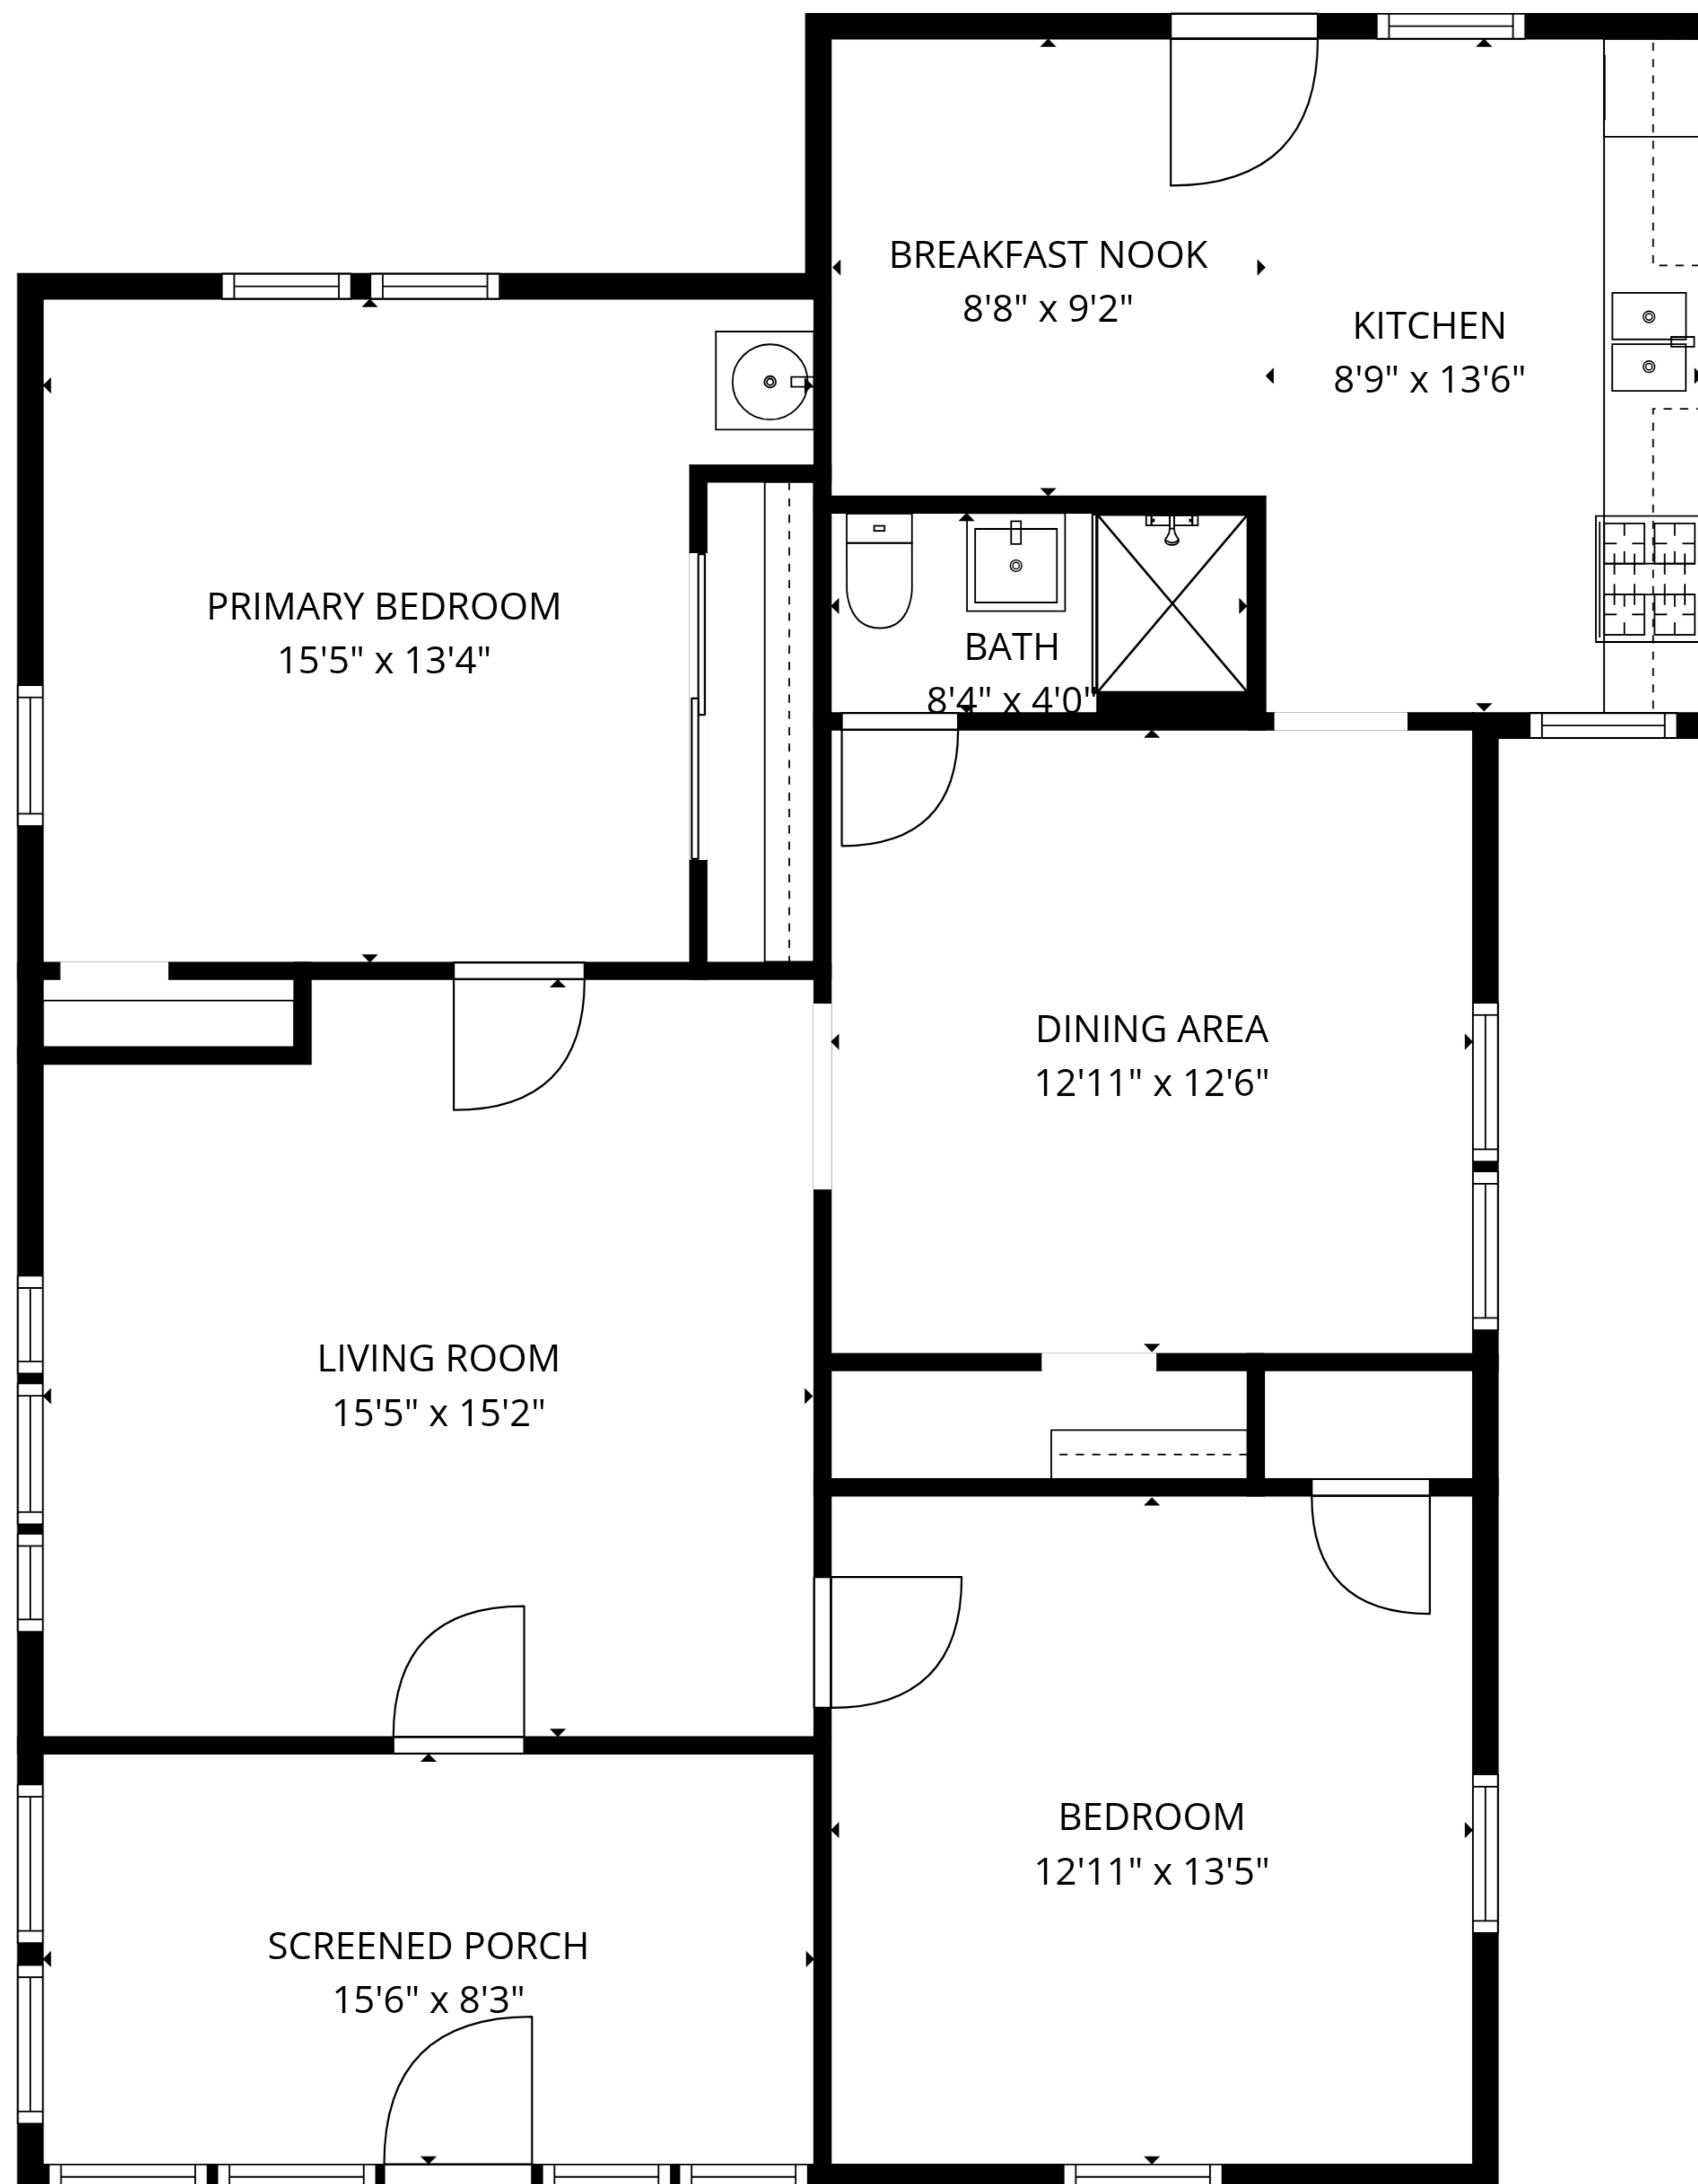 BREAKFAST NOOK
8'8" x 9'2"
KITCHEN
8'9" x 13'6"
PRIMARY BEDROOM
15'5" x 13'4"
BATH
8'4" x 4'0"
DINING AREA
12'11" x 12'6"
LIVING ROOM
15'5" x 15'2"
BEDROOM
12'11" x 13'5"
SCREENED PORCH
15'6" x 8'3"